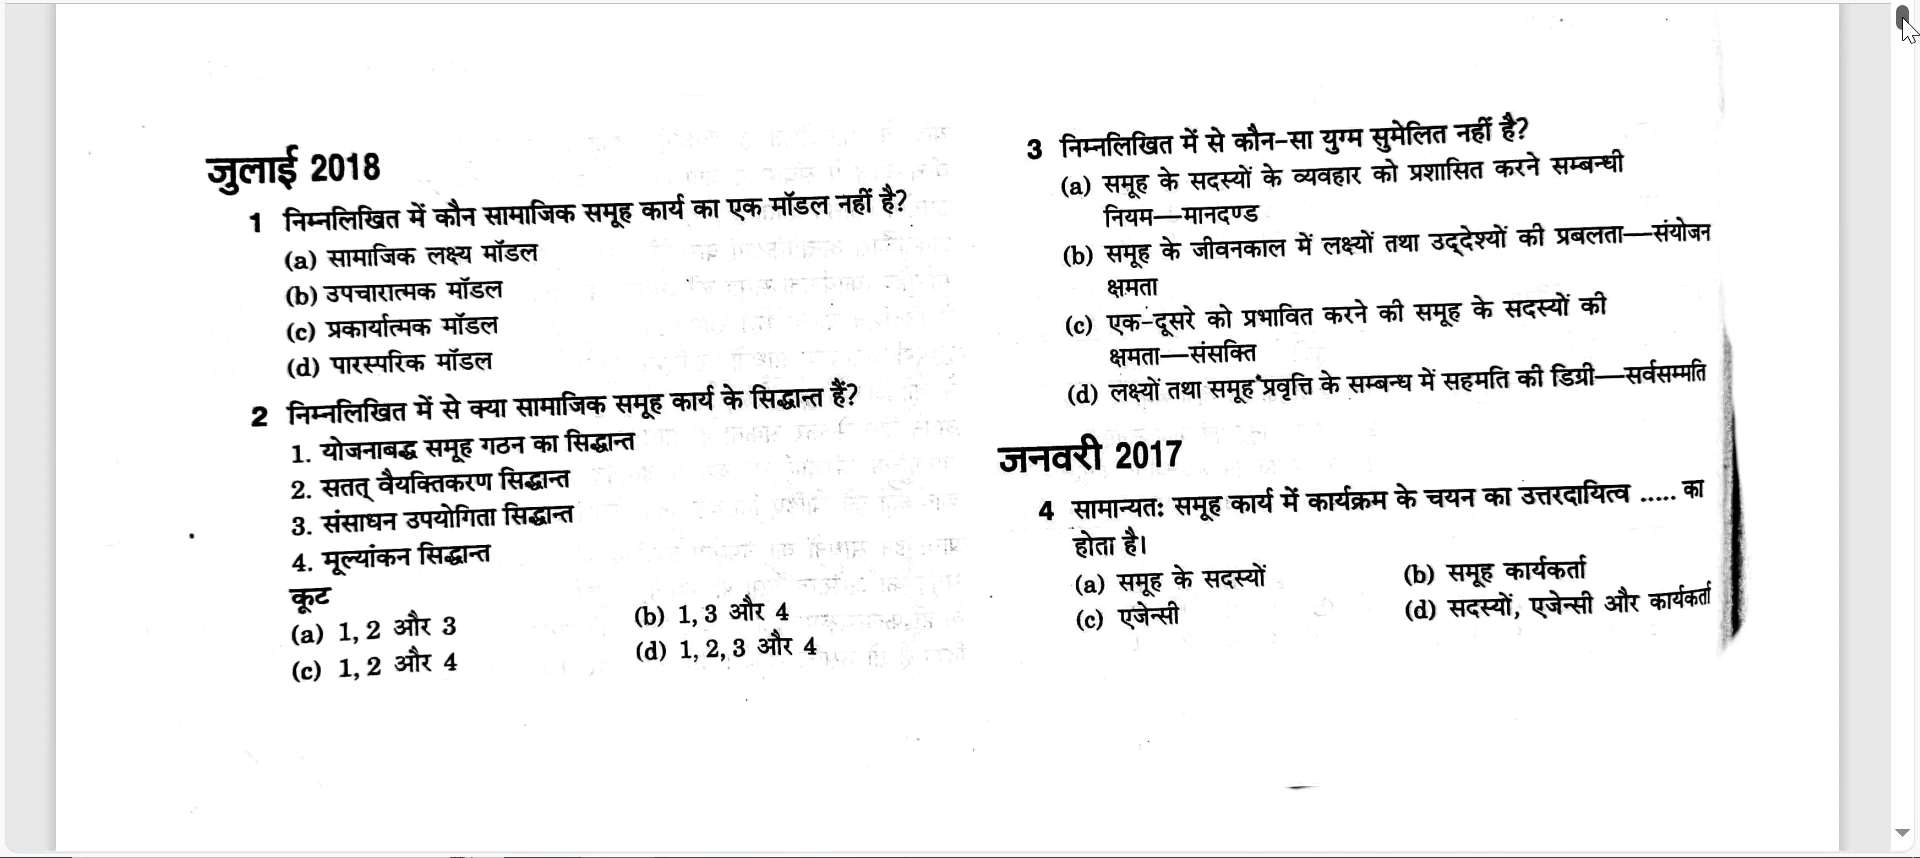 जुलाई 2018
1 निम्नलिखित में कौन सामाजिक समूह कार्य का एक मॉडल नहीं है?
(a) सामाजिक लक्ष्य मॉडल
(b) उपचारात्मक मॉडल
(c) प्रकार्यात्मक मॉडल
(d) पारस्परिक मॉडल
2 निम्नलिखित में से क्या सामाजिक समूह कार्य के सिद्धान्त हैं?
1. योजनाबद्ध समूह गठन का सिद्धान्त
2. सतत् वैयक्तिकरण सिद्धान्त
3. संसाधन उपयोगिता सिद्धान्त
4. मूल्यांकन सिद्धान्त
कूट
(a) 1, 2 और 3 (b) 1, 3 और 4
(c) 1, 2 और 4 (d) 1, 2, 3 और 4
3 निम्नलिखित में से कौन-सा युग्म सुमेलित नहीं है?
(a) समूह के सदस्यों के व्यवहार को प्रशासित करने सम्बन्धी
नियम—मानदण्ड
(b) समूह के जीवनकाल में लक्ष्यों तथा उद्देश्यों की प्रबलता—संयोजन
क्षमता
(c) एक-दूसरे को प्रभावित करने की समूह के सदस्यों की
क्षमता—संसक्ति
(d) लक्ष्यों तथा समूह प्रवृत्ति के सम्बन्ध में सहमति की डिग्री—सर्वसम्मति
जनवरी 2017
4 सामान्यतः समूह कार्य में कार्यक्रम के चयन का उत्तरदायित्व ..... का
होता है।
(a) समूह के सदस्यों (b) समूह कार्यकर्ता
(c) एजेन्सी (d) सदस्यों, एजेन्सी और कार्यकर्ता